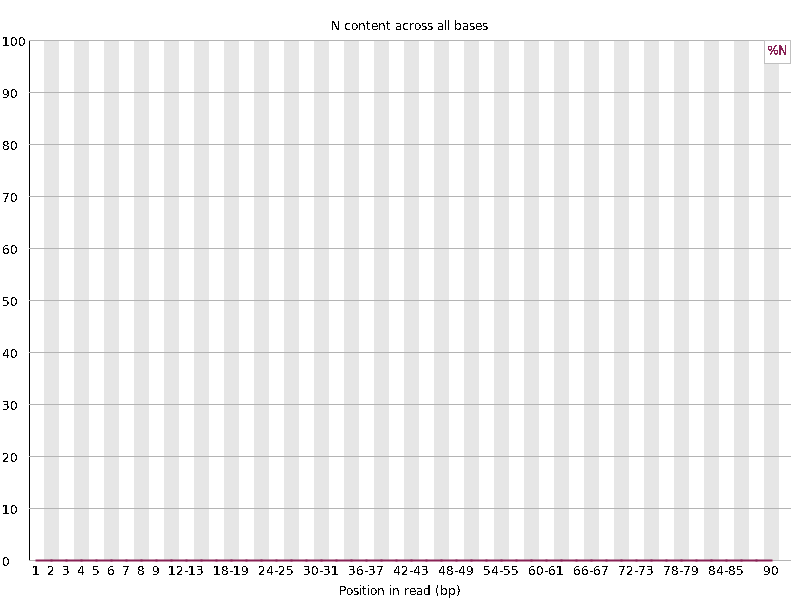 N content across all bases
%N
100
90
80
70
60
50
40
30
20
10
0
1 2 3 4 5 6 7 8 9 12-13 18-19 24-25 30-31 36-37 42-43 48-49 54-55 60-61 66-67 72-73 78-79 84-85 90
Position in read (bp)